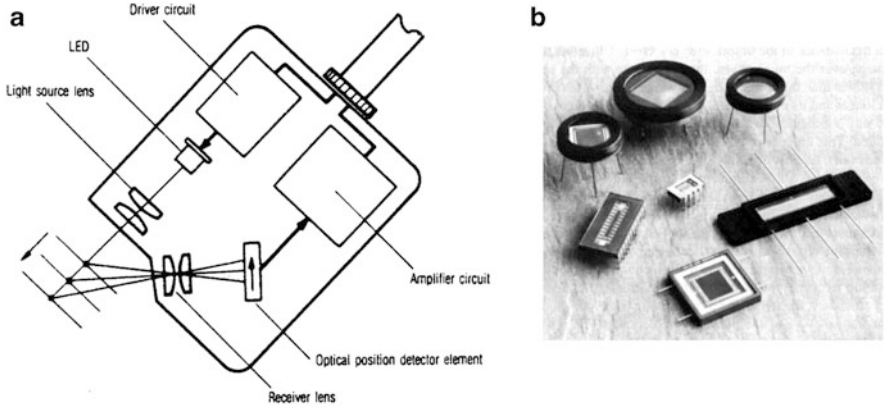 a
Driver circuit
LED
Light source lens
Amplifier circuit
Optical position detector element
Receiver lens
b